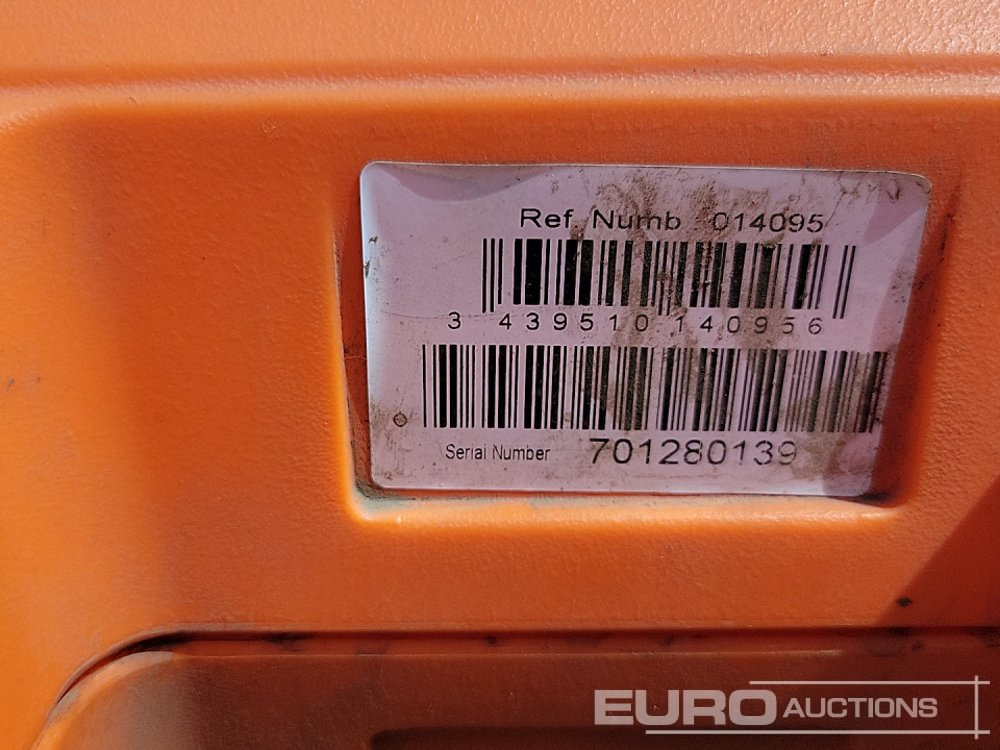 Ref. Numb : 014095
3 439510 140956
Serial Number 701280139
EURO AUCTIONS